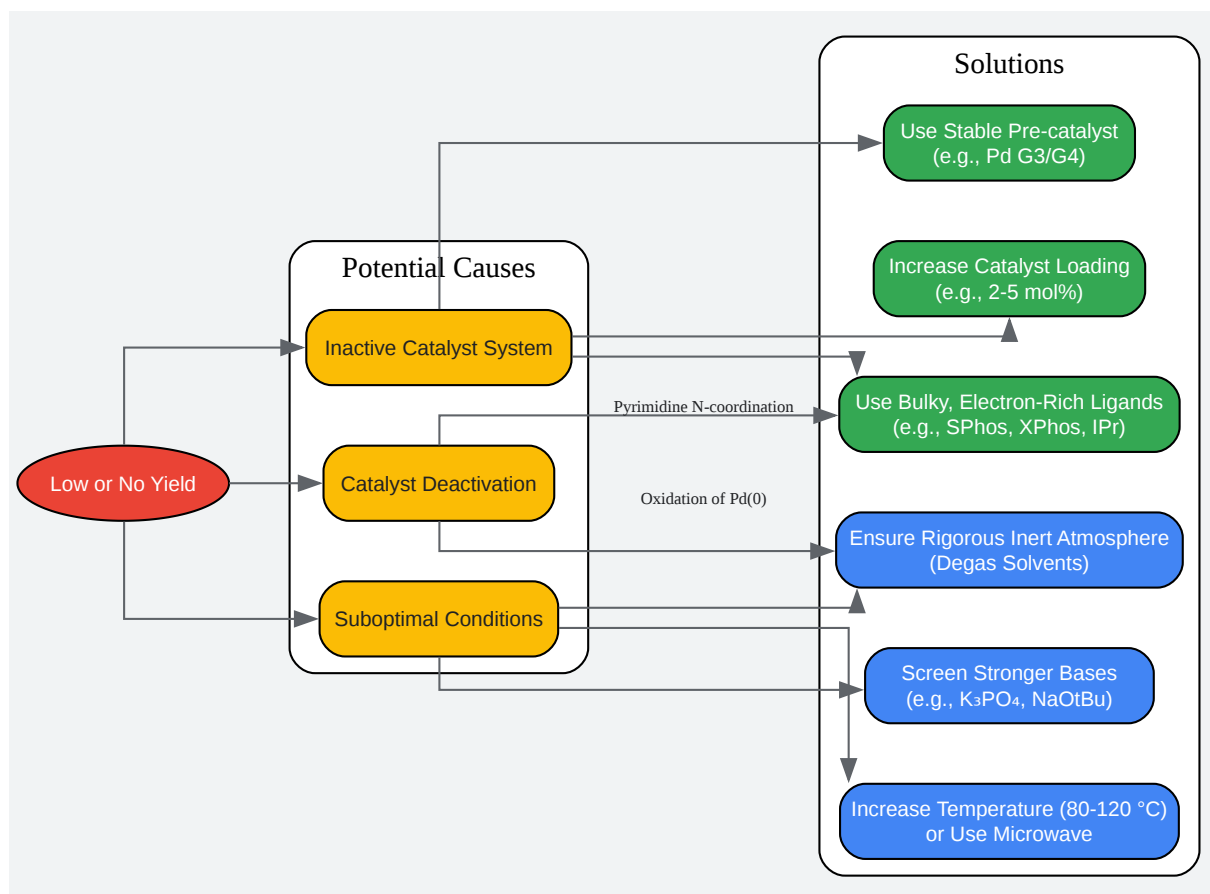 Solutions
Use Stable Pre-catalyst
(e.g., Pd G3/G4)
Increase Catalyst Loading
(e.g., 2-5 mol%)
Potential Causes
Inactive Catalyst System
Use Bulky, Electron-Rich Ligands
(e.g., SPhos, XPhos, IPr)
Pyrimidine N-coordination
Low or No Yield
Catalyst Deactivation
Oxidation of Pd(0)
Ensure Rigorous Inert Atmosphere
(Degas Solvents)
Suboptimal Conditions
Screen Stronger Bases
(e.g., K₃PO₄, NaOtBu)
Increase Temperature (80-120 °C)
or Use Microwave